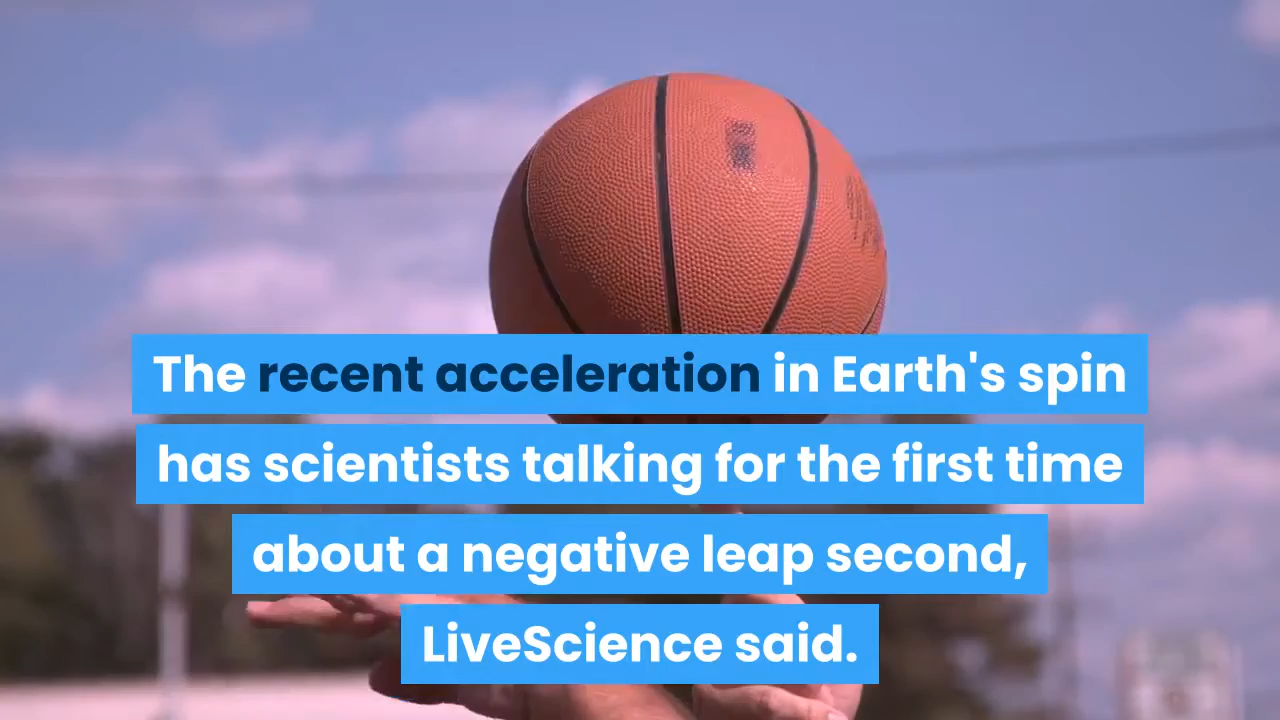 The recent acceleration in Earth's spin
has scientists talking for the first time
about a negative leap second,
LiveScience said.